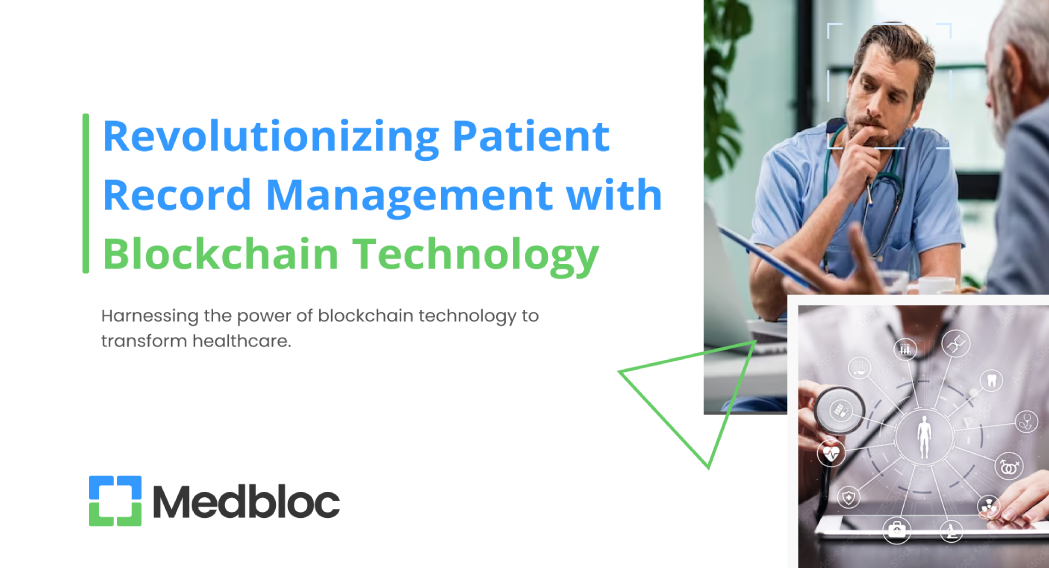 Revolutionizing Patient
Record Management with
Blockchain Technology
Harnessing the power of blockchain technology to
transform healthcare.
Medbloc